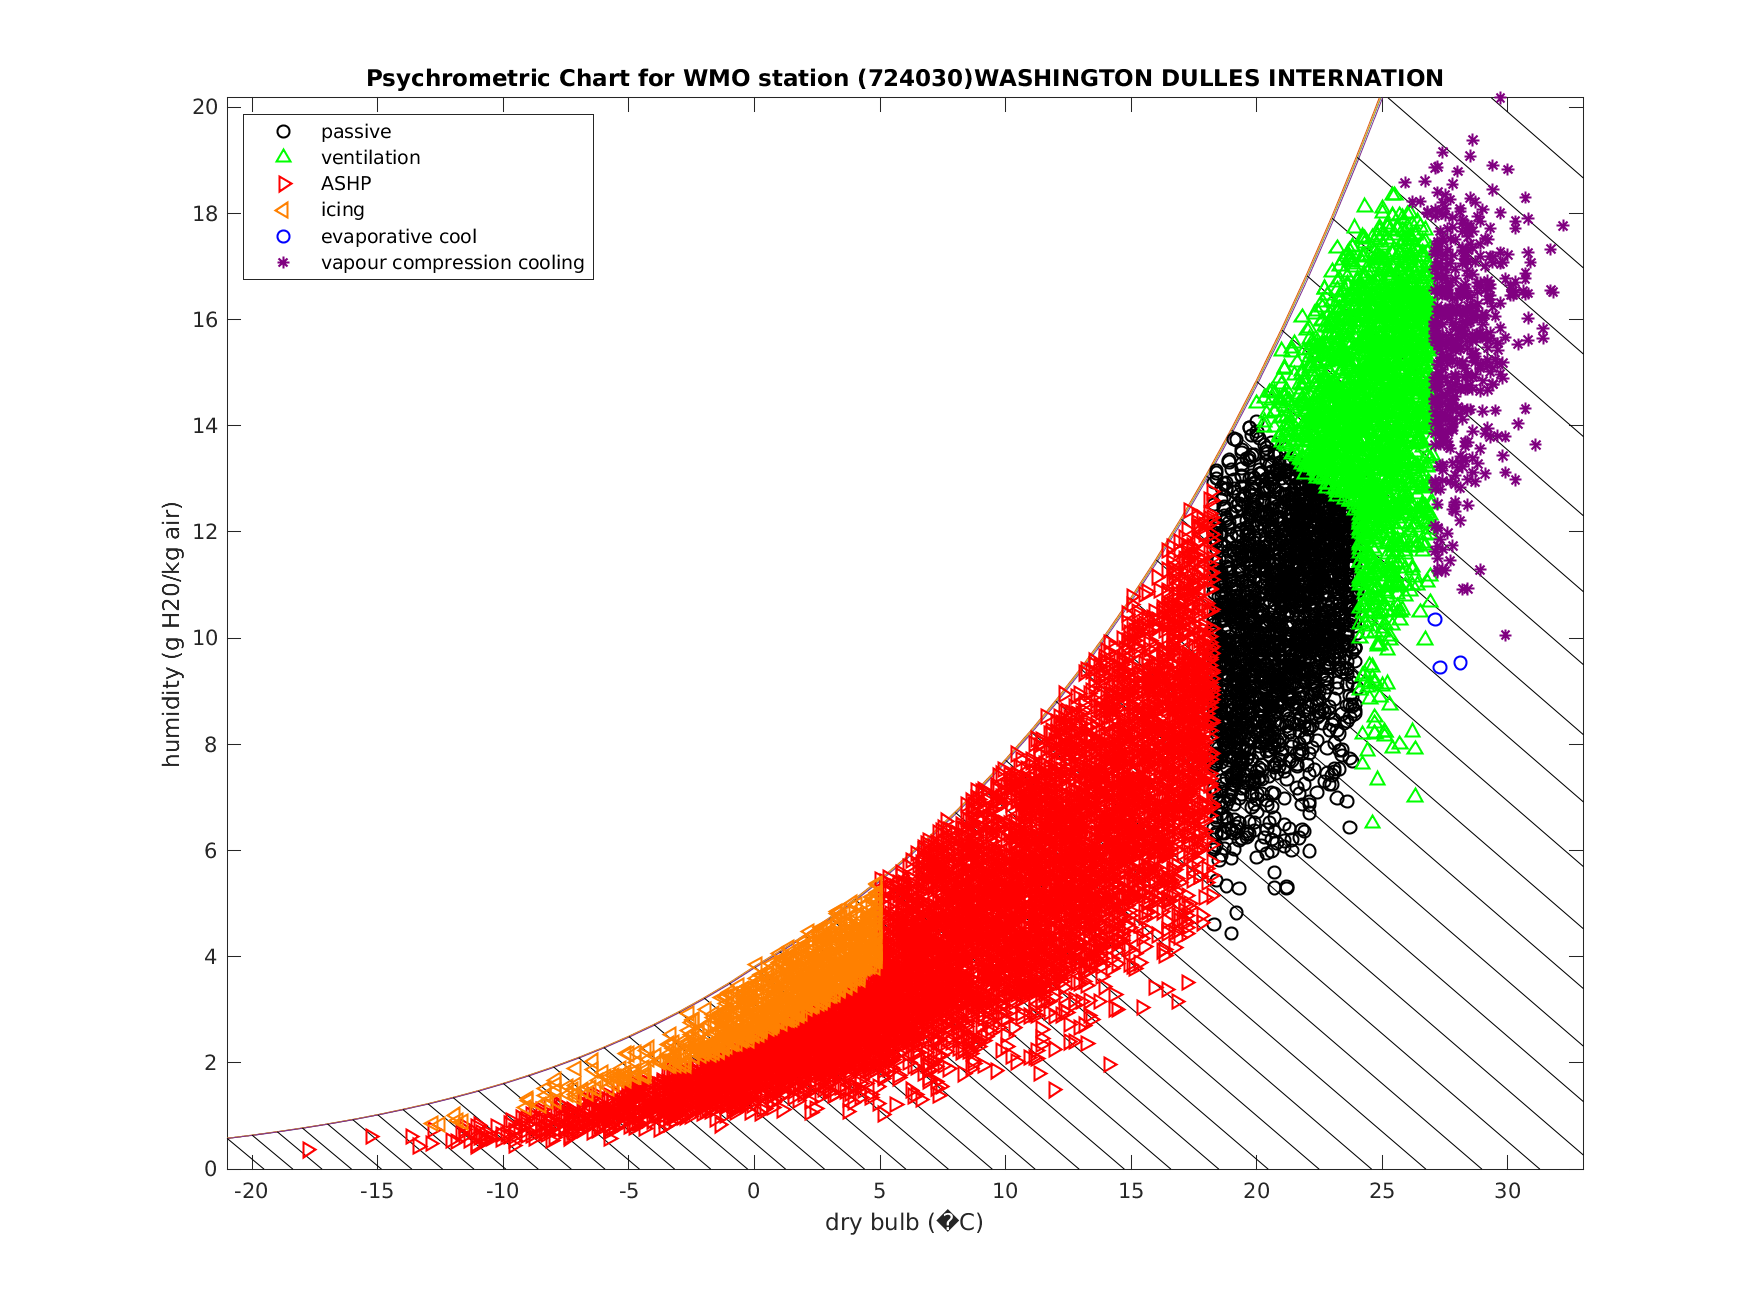 Psychrometric Chart for WMO station (724030)WASHINGTON DULLES INTERNATION
passive
ventilation
ASHP
icing
evaporative cool
vapour compression cooling
humidity (g H20/kg air)
20
18
16
14
12
10
8
6
4
2
0
-20 -15 -10 -5 0 5 10 15 20 25 30
dry bulb (�C)